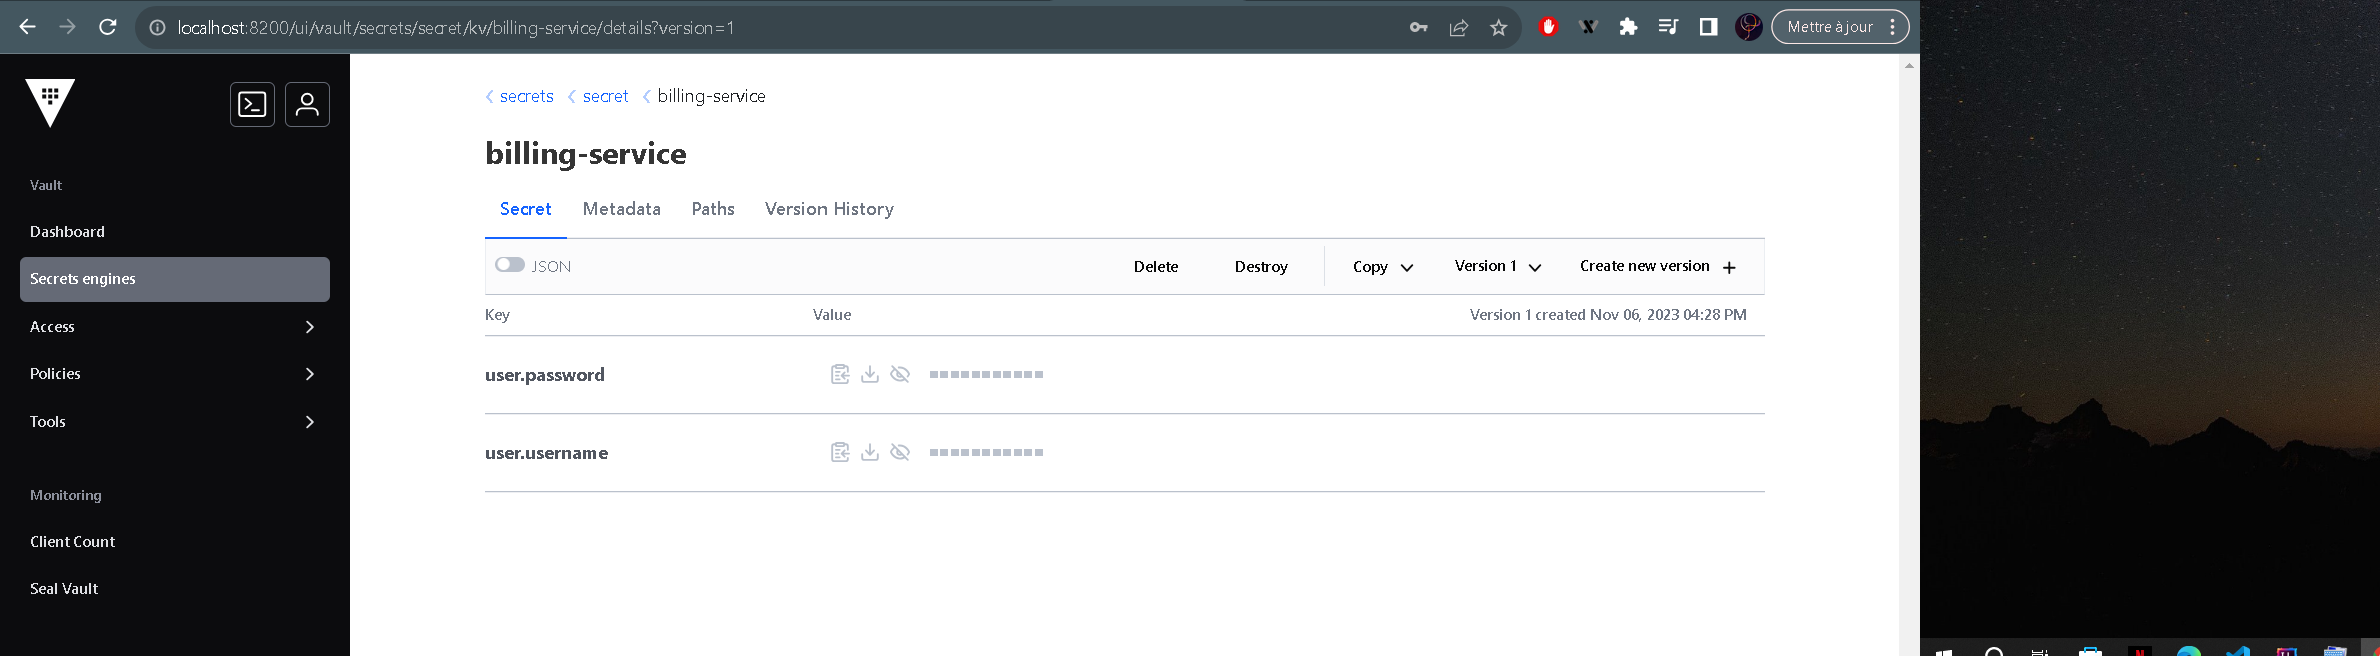 localhost:8200/ui/vault/secrets/secret/kv/billing-service/details?version=1
Mettre à jour
secrets secret billing-service
billing-service
Vault
Secret Metadata Paths Version History
Dashboard
JSON Delete Destroy Copy Version 1 Create new version
Secrets engines
Key Value Version 1 created Nov 06, 2023 04:28 PM
Access
user.password
Policies
Tools
user.username
Monitoring
Client Count
Seal Vault